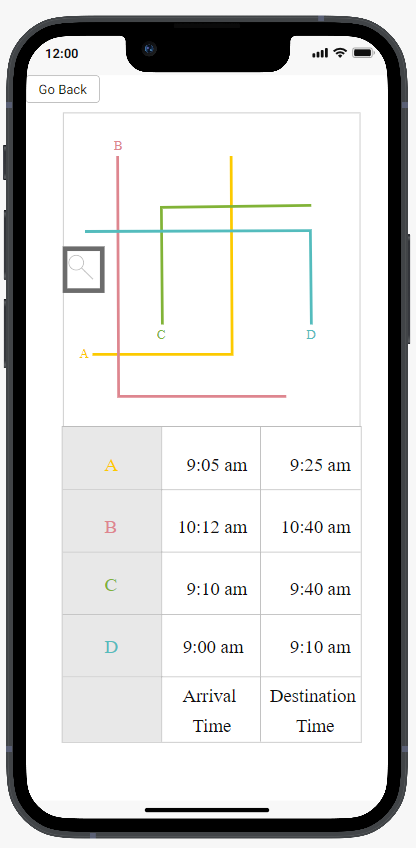 12:00
Go Back
B
C
D
A
A 9:05 am 9:25 am
B 10:12 am 10:40 am
C 9:10 am 9:40 am
D 9:00 am 9:10 am
Arrival Destination
Time Time